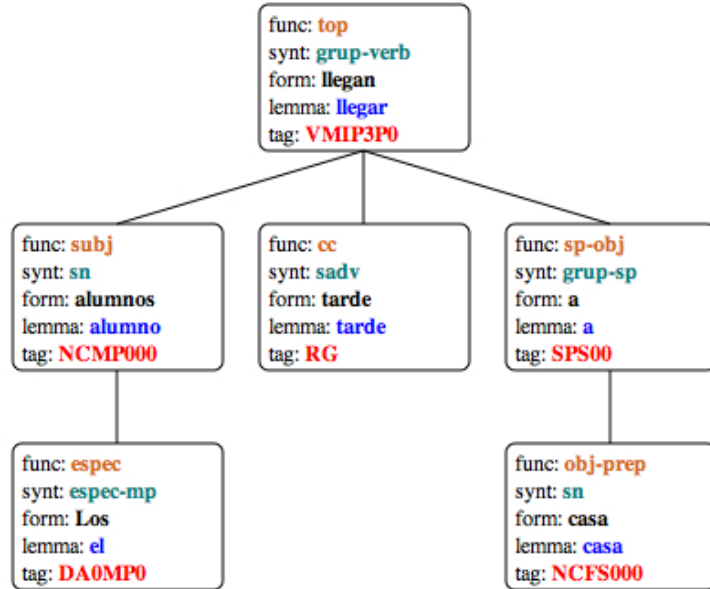 func: top
synt: grup-verb
form: llegan
lemma: llegar
tag: VMIP3P0
func: subj
synt: sn
form: alumnos
lemma: alumno
tag: NCMP000
func: cc
synt: sadv
form: tarde
lemma: tarde
tag: RG
func: sp-obj
synt: grup-sp
form: a
lemma: a
tag: SPS00
func: espec
synt: espec-mp
form: Los
lemma: el
tag: DA0MP0
func: obj-prep
synt: sn
form: casa
lemma: casa
tag: NCFS000